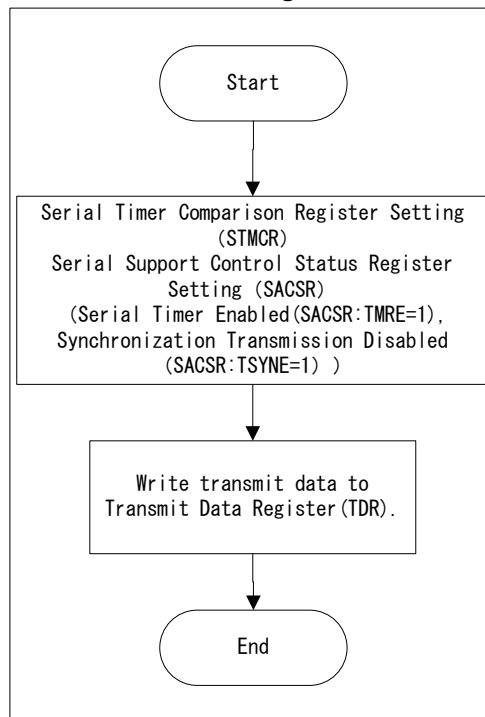 Start
Serial Timer Comparison Register Setting
(STMCR)
Serial Support Control Status Register
Setting (SACSR)
(Serial Timer Enabled(SACSR:TMRE=1),
Synchronization Transmission Disabled
(SACSR:TSYNE=1) )
Write transmit data to
Transmit Data Register(TDR).
End